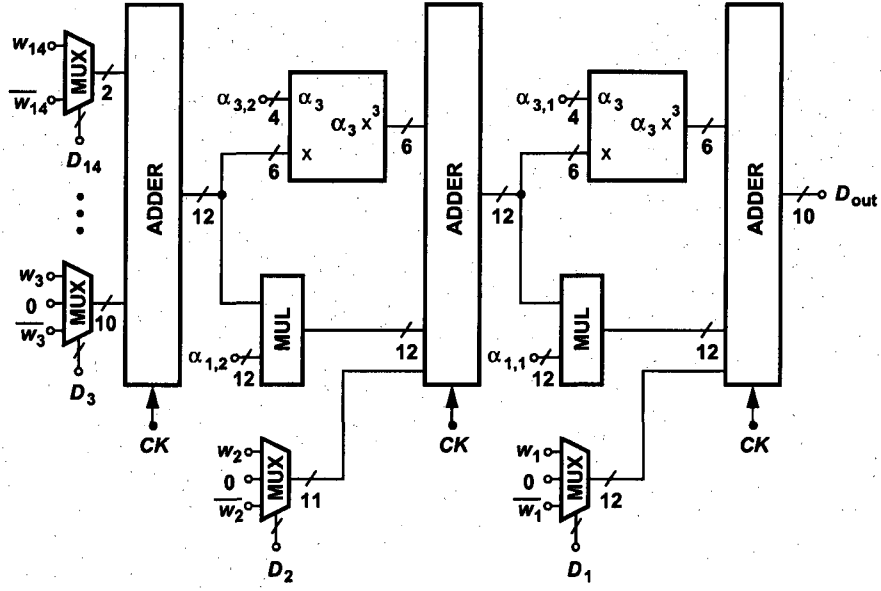 w14
w14
MUX
2
D14
w3
0
w3
MUX
10
D3
ADDER
CK
12
α3,2
4
α3
α3 x³
x
6
6
MUL
α1,2
12
12
w2
0
w2
MUX
11
D2
ADDER
CK
12
α3,1
4
α3
α3 x³
x
6
6
MUL
α1,1
12
12
w1
0
w1
MUX
12
D1
ADDER
CK
10
Dout